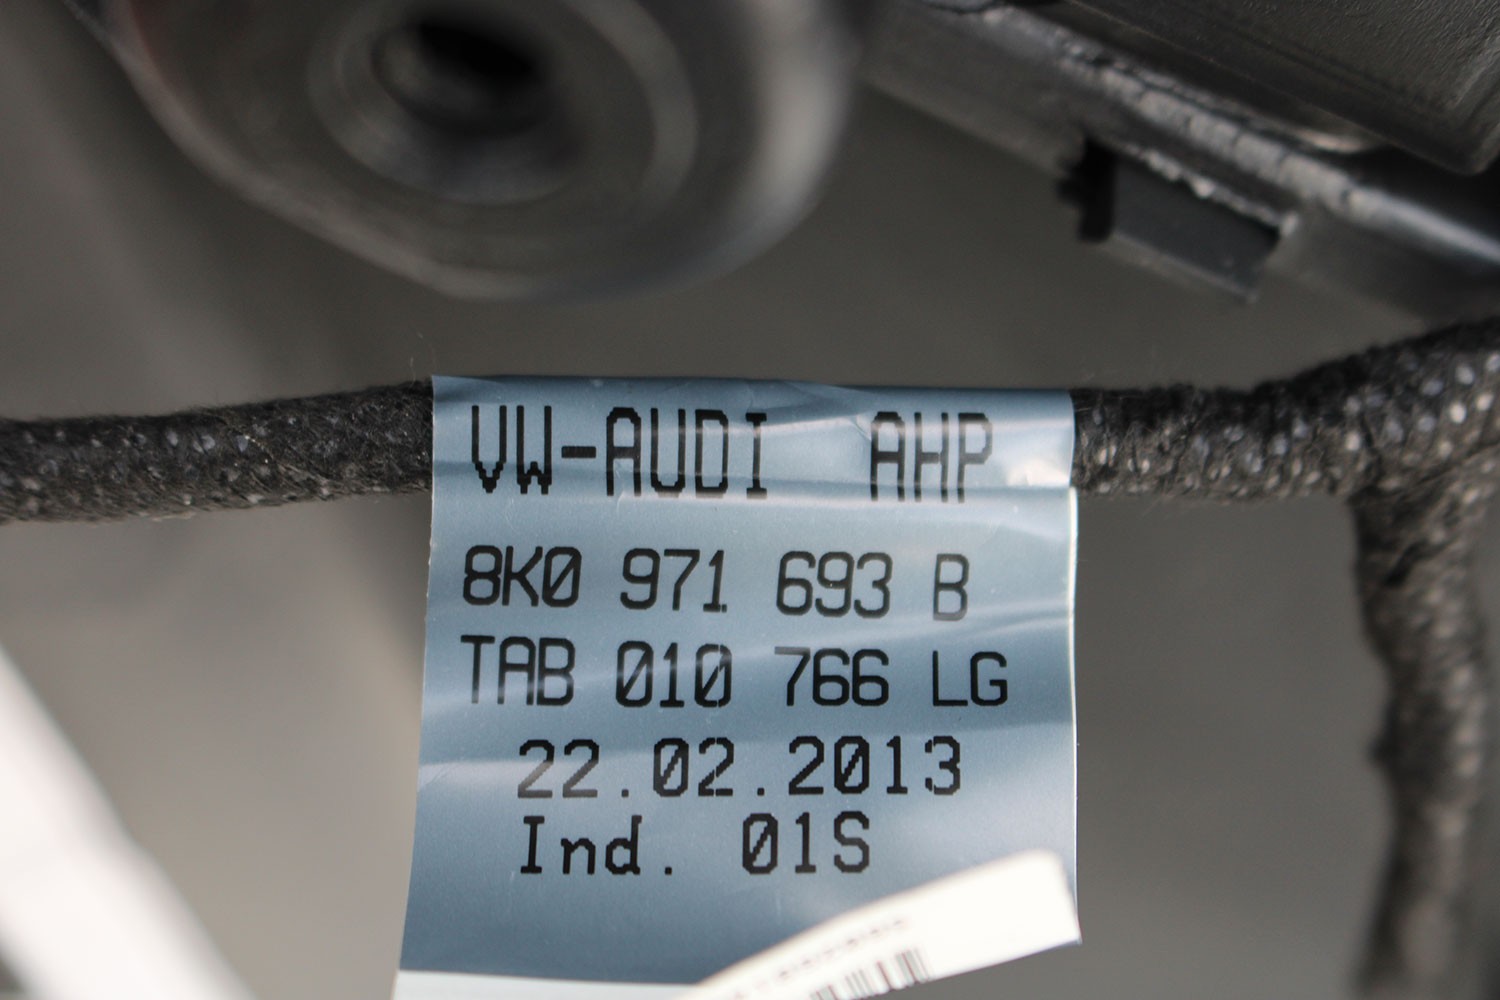 VW-AUDI AHP
8K0 971 693 B
TAB 010 766 LG
22.02.2013
Ind. 01S